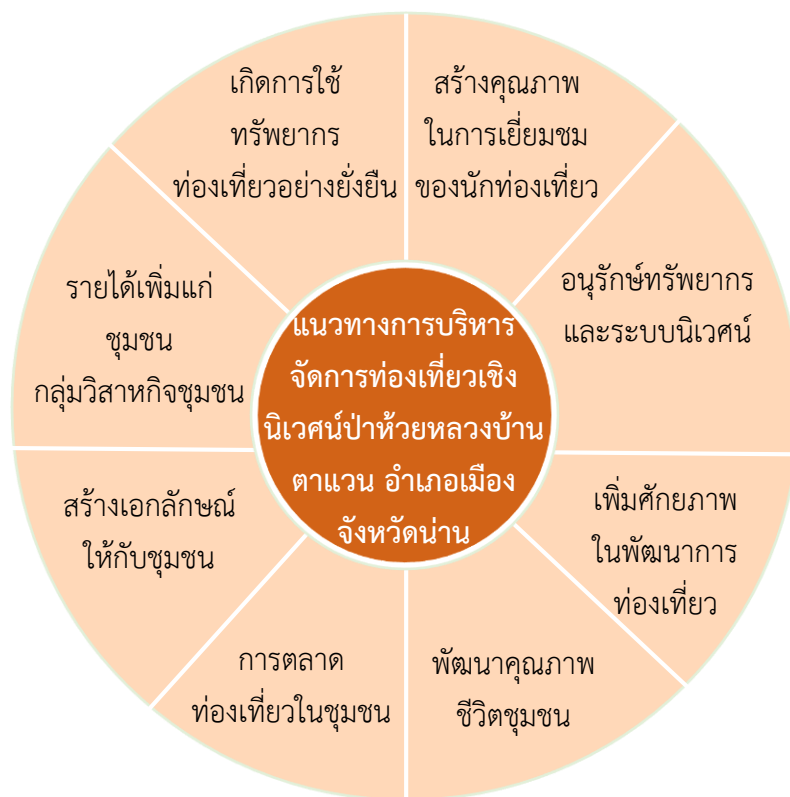 เกิดการใช้
ทรัพยากร
ท่องเที่ยวอย่างยั่งยืน
สร้างคุณภาพ
ในการเยี่ยมชม
ของนักท่องเที่ยว
อนุรักษ์ทรัพยากร
และระบบนิเวศน์
เพิ่มศักยภาพ
ในพัฒนาการ
ท่องเที่ยว
พัฒนาคุณภาพ
ชีวิตชุมชน
การตลาด
ท่องเที่ยวในชุมชน
สร้างเอกลักษณ์
ให้กับชุมชน
รายได้เพิ่มแก่
ชุมชน
กลุ่มวิสาหกิจชุมชน
แนวทางการบริหาร
จัดการท่องเที่ยวเชิง
นิเวศน์ป่าห้วยหลวงบ้าน
ตาแวน อำเภอเมือง
จังหวัดน่าน